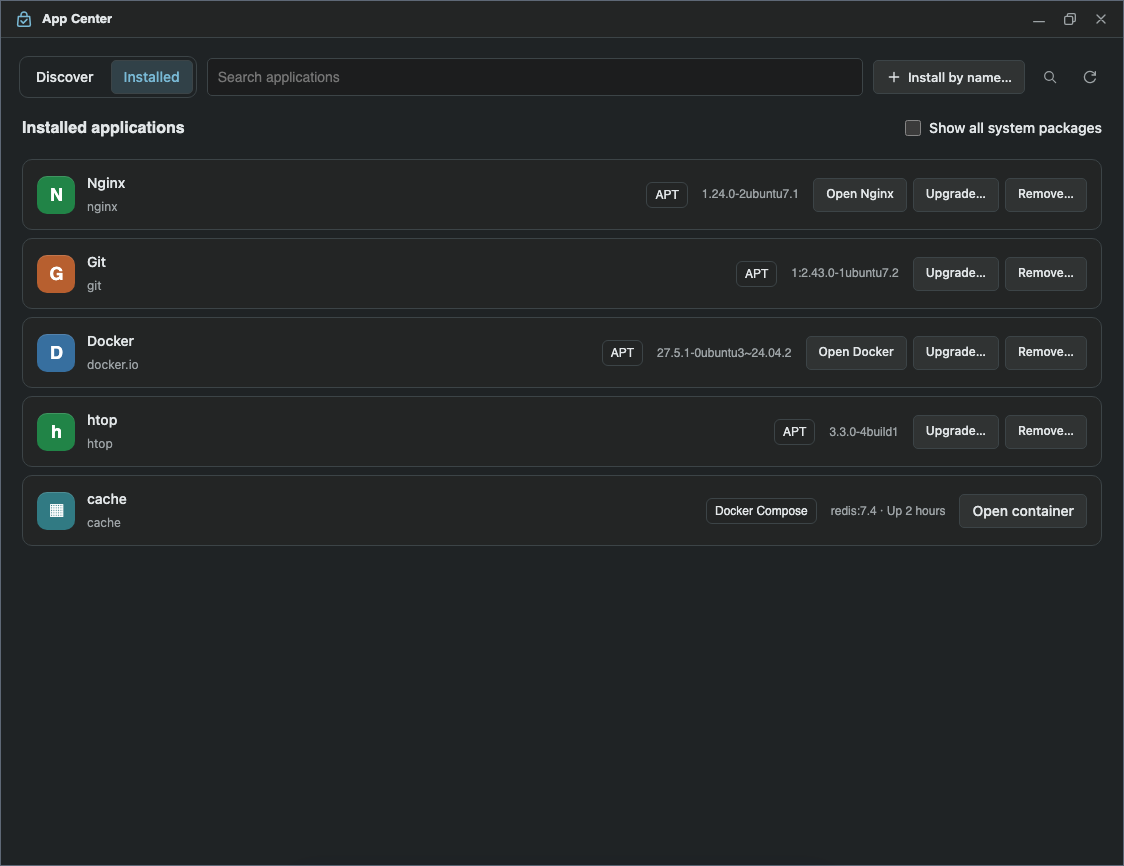 App Center
Discover
Installed
Search applications
Install by name...
Installed applications
Show all system packages
N
Nginx
nginx
APT
1.24.0-2ubuntu7.1
Open Nginx
Upgrade...
Remove...
G
Git
git
APT
1:2.43.0-1ubuntu7.2
Upgrade...
Remove...
D
Docker
docker.io
APT
27.5.1-0ubuntu3~24.04.2
Open Docker
Upgrade...
Remove...
h
htop
htop
APT
3.3.0-4build1
Upgrade...
Remove...
cache
cache
Docker Compose
redis:7.4 · Up 2 hours
Open container